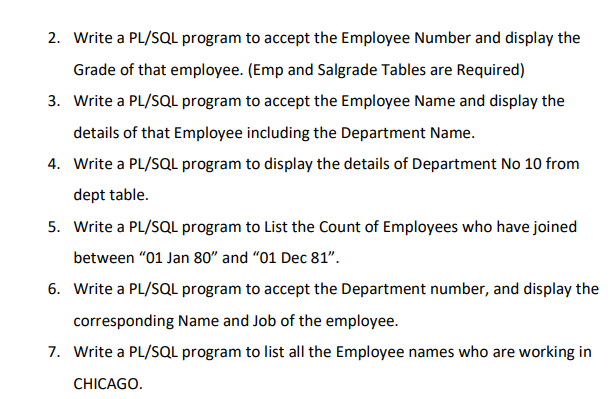 2. Write a PL/SQL program to accept the Employee Number and display the
Grade of that employee. (Emp and Salgrade Tables are Required)
3. Write a PL/SQL program to accept the Employee Name and display the
details of that Employee including the Department Name.
4. Write a PL/SQL program to display the details of Department No 10 from
dept table.
5. Write a PL/SQL program to List the Count of Employees who have joined
between “01 Jan 80” and “01 Dec 81”.
6. Write a PL/SQL program to accept the Department number, and display the
corresponding Name and Job of the employee.
7. Write a PL/SQL program to list all the Employee names who are working in
CHICAGO.